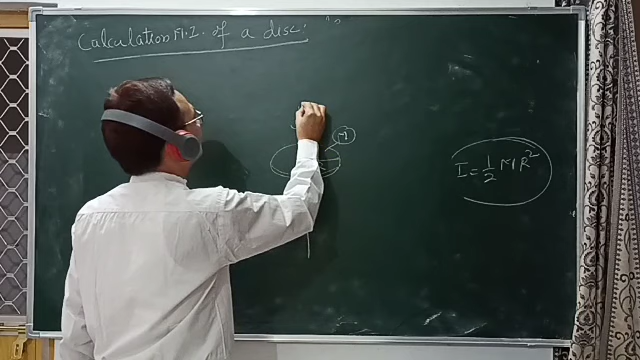 Calculation M.I. of a disc:
M
I = 1/2 MR²